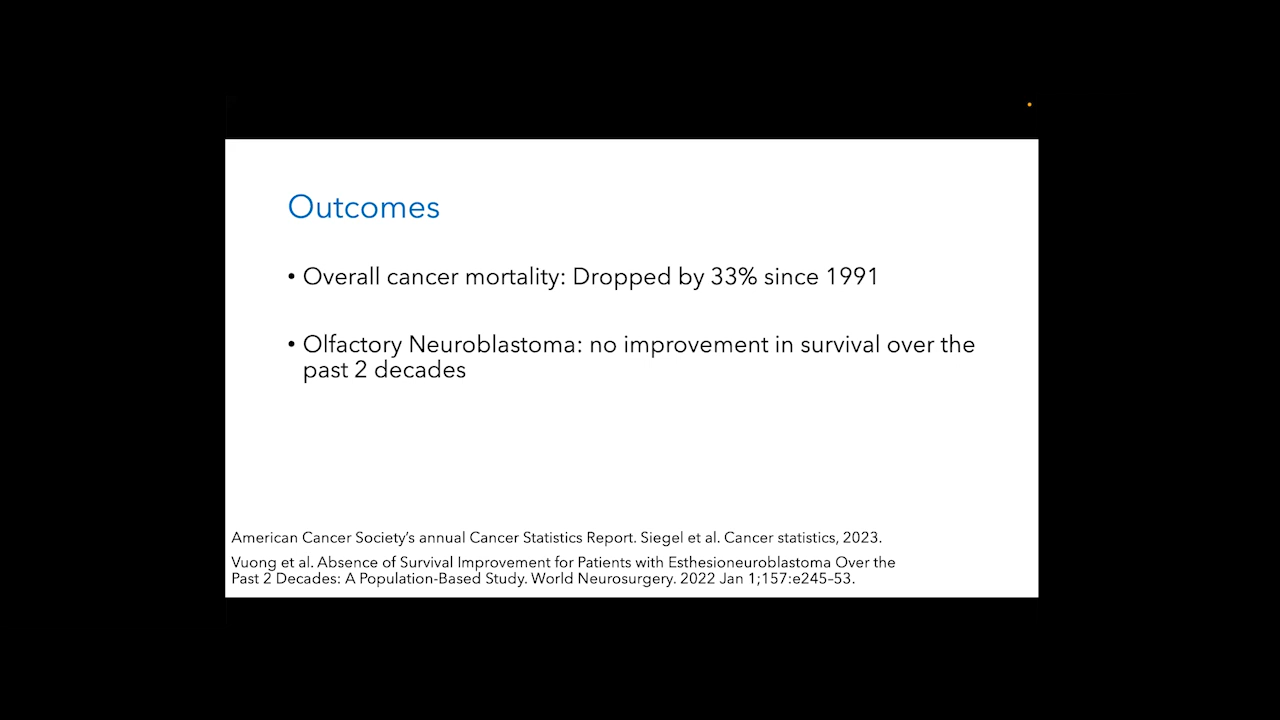 Outcomes
• Overall cancer mortality: Dropped by 33% since 1991
• Olfactory Neuroblastoma: no improvement in survival over the
past 2 decades
American Cancer Society's annual Cancer Statistics Report. Siegel et al. Cancer statistics, 2023.
Vuong et al. Absence of Survival Improvement for Patients with Esthesioneuroblastoma Over the
Past 2 Decades: A Population-Based Study. World Neurosurgery. 2022 Jan 1;157:e245–53.